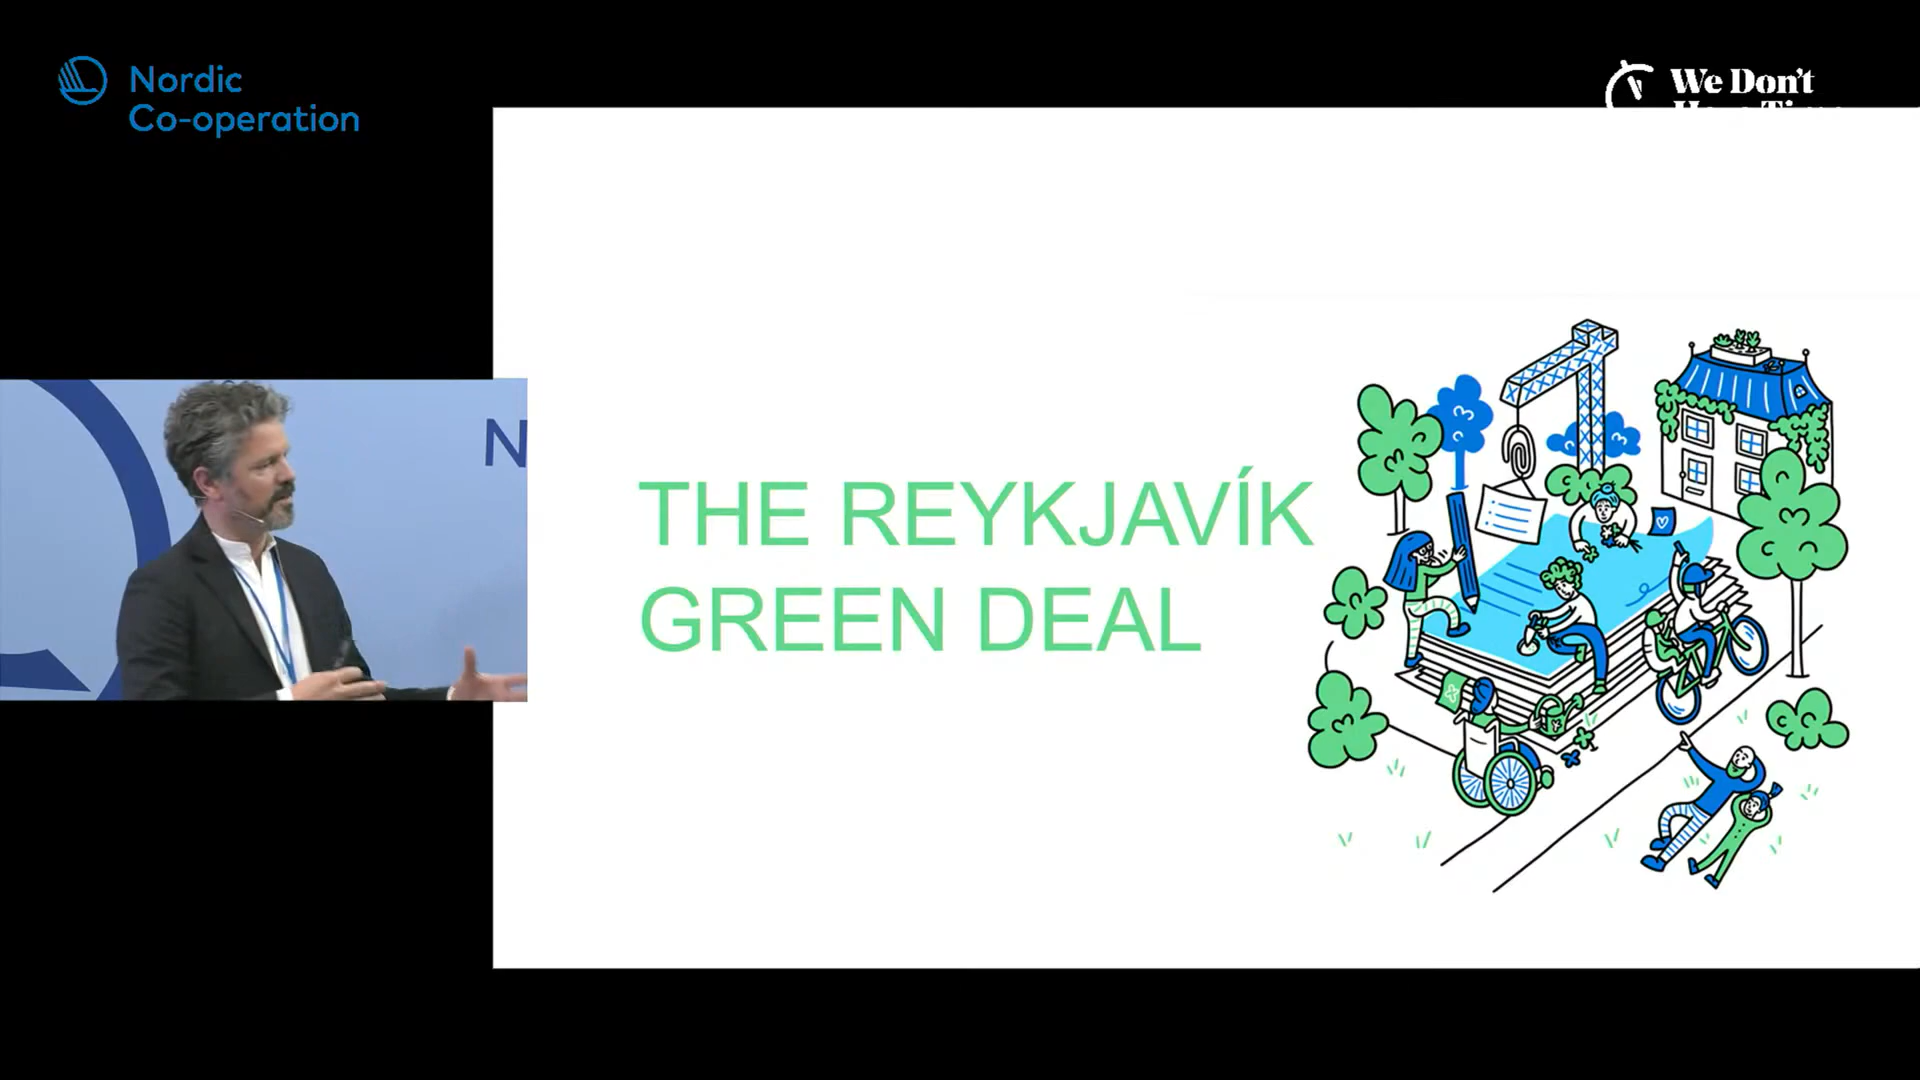 Nordic
Co-operation
We Don't
N
THE REYKJAVÍK
GREEN DEAL